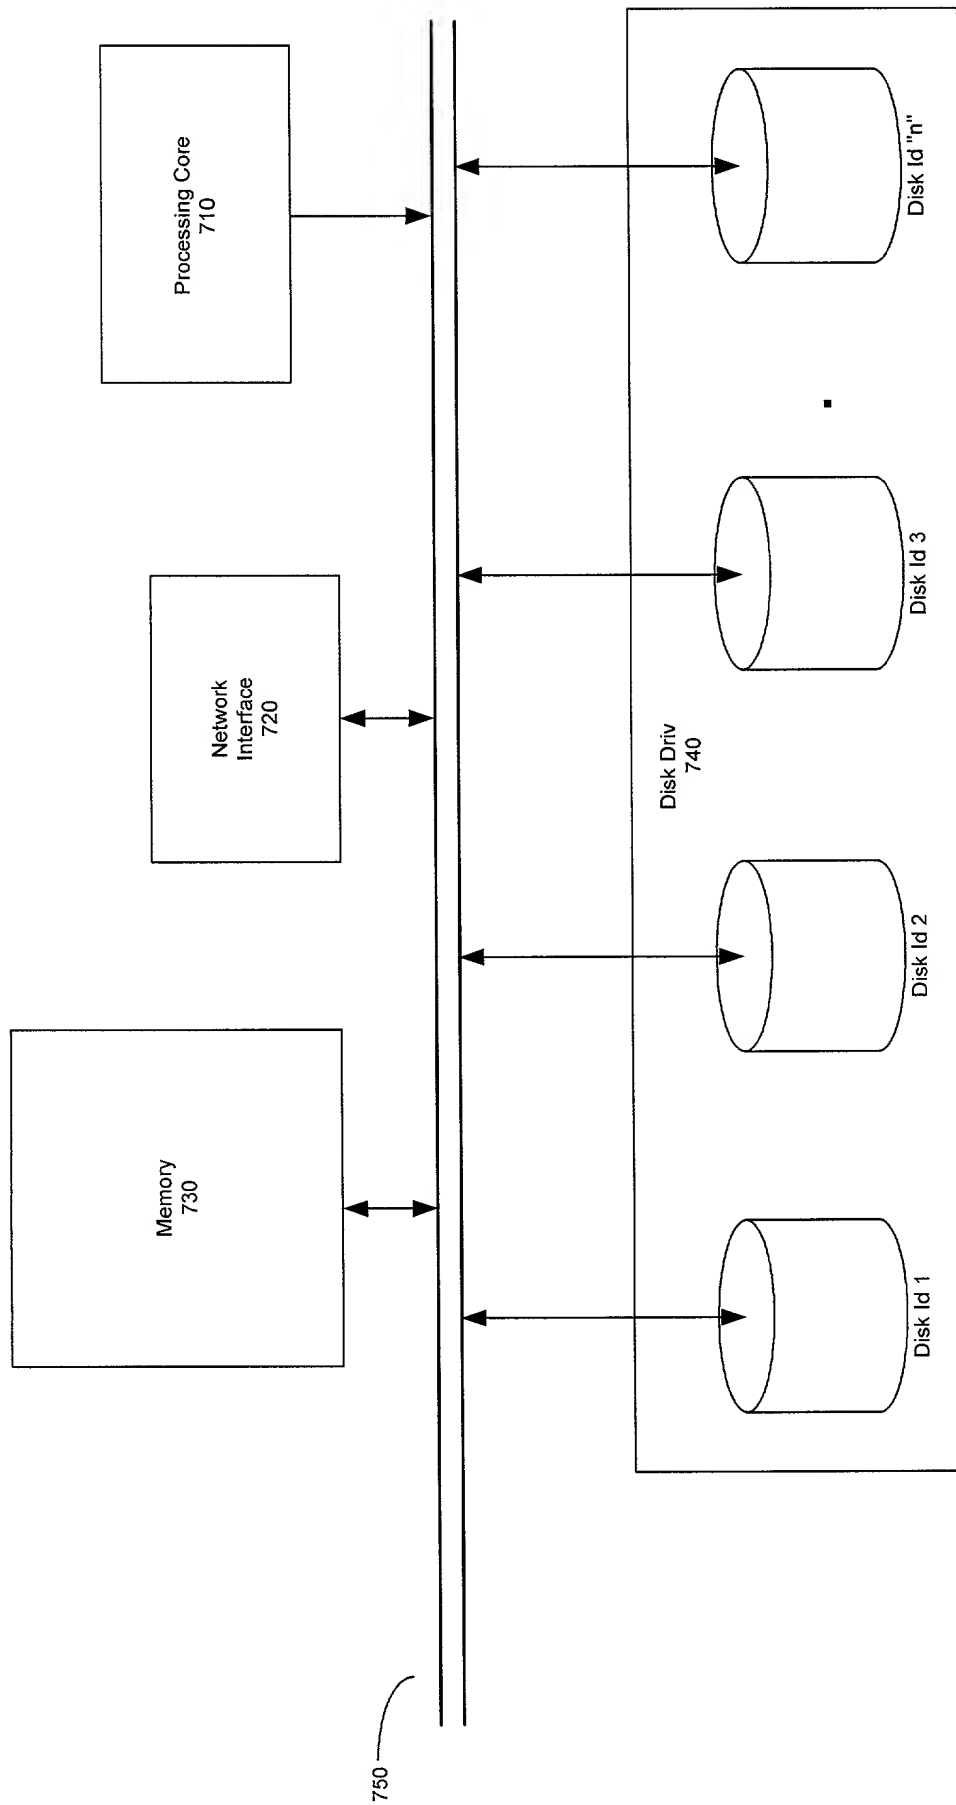 Memory
730
Network
Interface
720
Processing Core
710
750
Disk Driv
740
Disk Id 1
Disk Id 2
Disk Id 3
Disk Id "n"